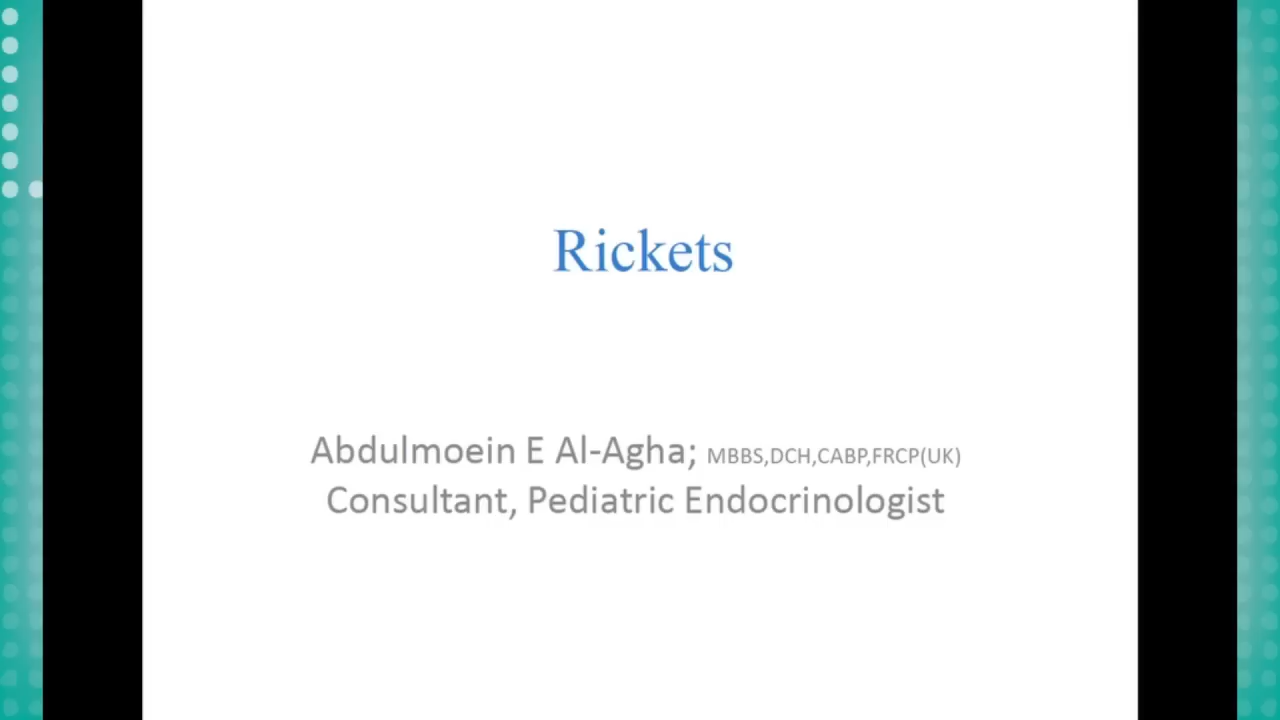 Rickets
Abdulmoein E Al-Agha; MBBS,DCH,CABP,FRCP(UK)
Consultant, Pediatric Endocrinologist